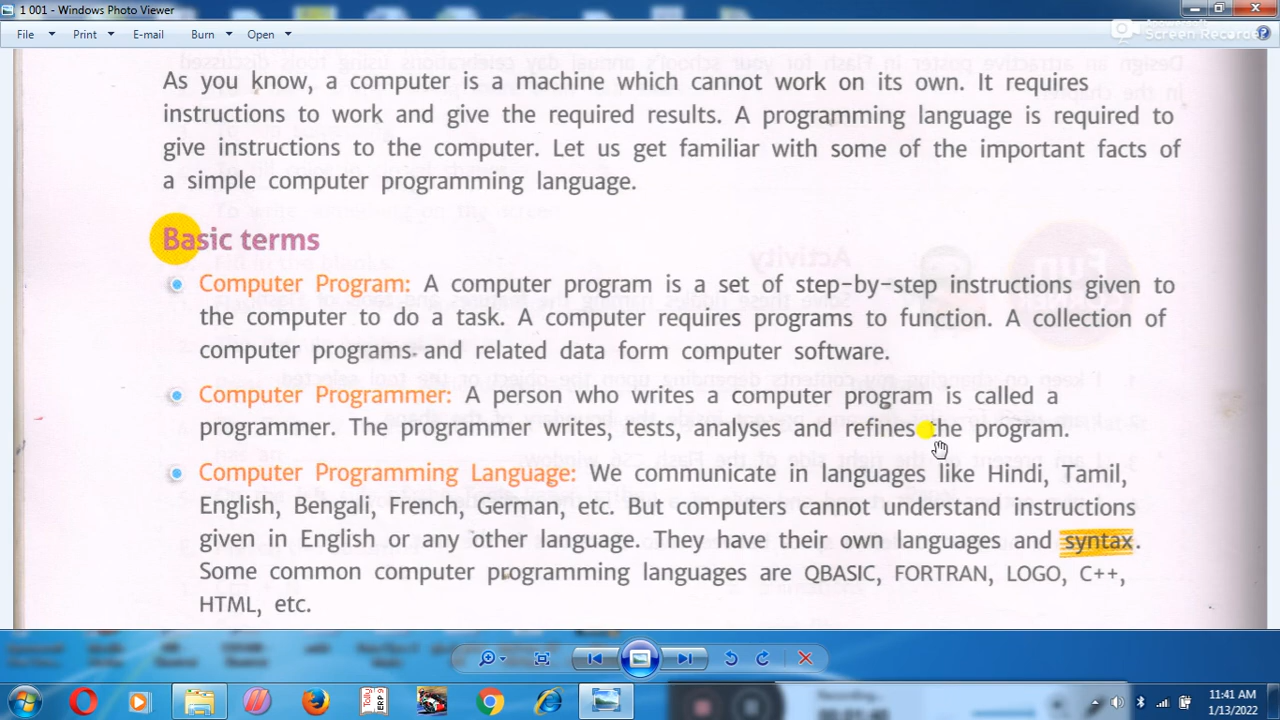 1 001 - Windows Photo Viewer
File Print E-mail Burn Open
Screen Recorder
As you know, a computer is a machine which cannot work on its own. It requires
instructions to work and give the required results. A programming language is required to
give instructions to the computer. Let us get familiar with some of the important facts of
a simple computer programming language.
Basic terms
Computer Program: A computer program is a set of step-by-step instructions given to
the computer to do a task. A computer requires programs to function. A collection of
computer programs and related data form computer software.
Computer Programmer: A person who writes a computer program is called a
programmer. The programmer writes, tests, analyses and refines the program.
Computer Programming Language: We communicate in languages like Hindi, Tamil,
English, Bengali, French, German, etc. But computers cannot understand instructions
given in English or any other language. They have their own languages and syntax.
Some common computer programming languages are QBASIC, FORTRAN, LOGO, C++,
HTML, etc.
Tally
ERP 9
Recording...
11:41 AM
1/13/2022